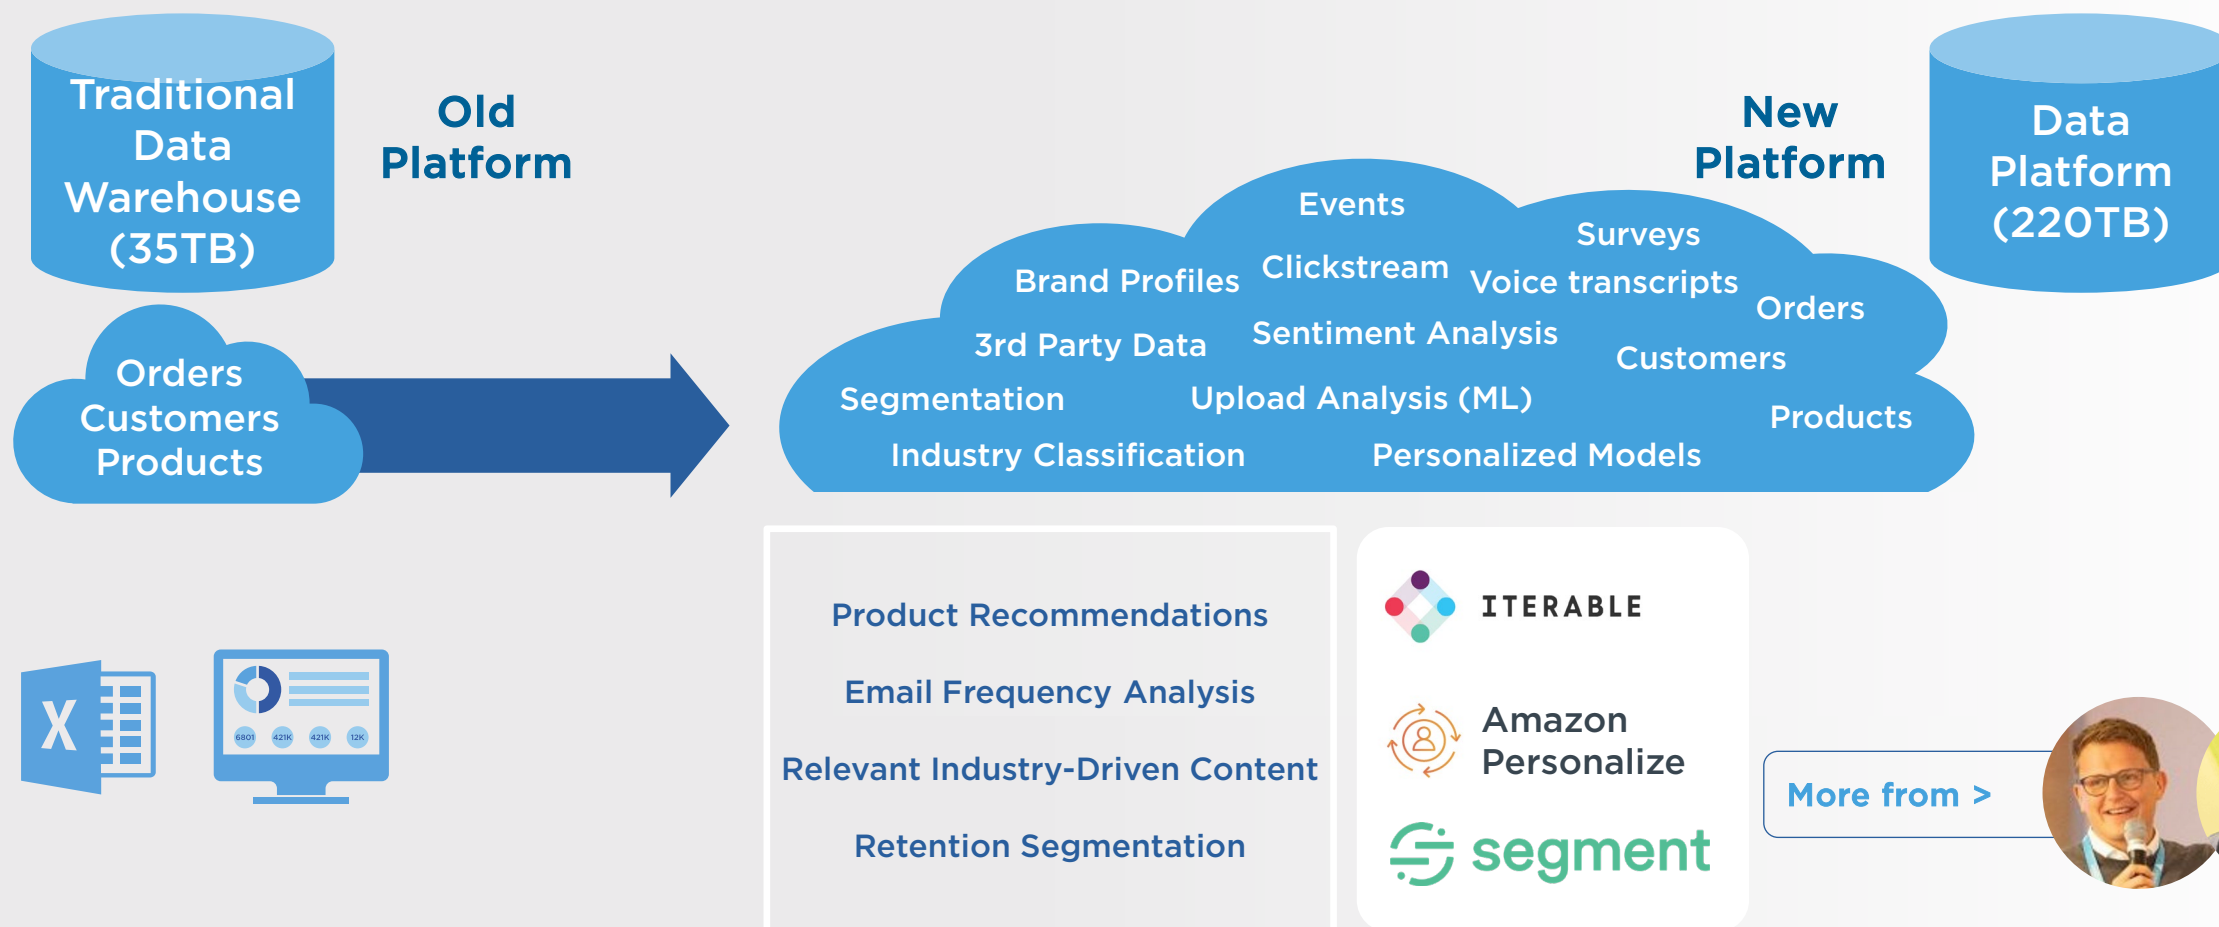 Traditional
Data
Warehouse
(35TB)
Old
Platform
New
Platform
Data
Platform
(220TB)
Orders
Customers
Products
Events
Surveys
Brand Profiles
Clickstream
Voice transcripts
Orders
3rd Party Data
Sentiment Analysis
Customers
Segmentation
Upload Analysis (ML)
Products
Industry Classification
Personalized Models
X
6801 421K 421K 12K
Product Recommendations
Email Frequency Analysis
Relevant Industry-Driven Content
Retention Segmentation
ITERABLE
Amazon
Personalize
segment
More from >